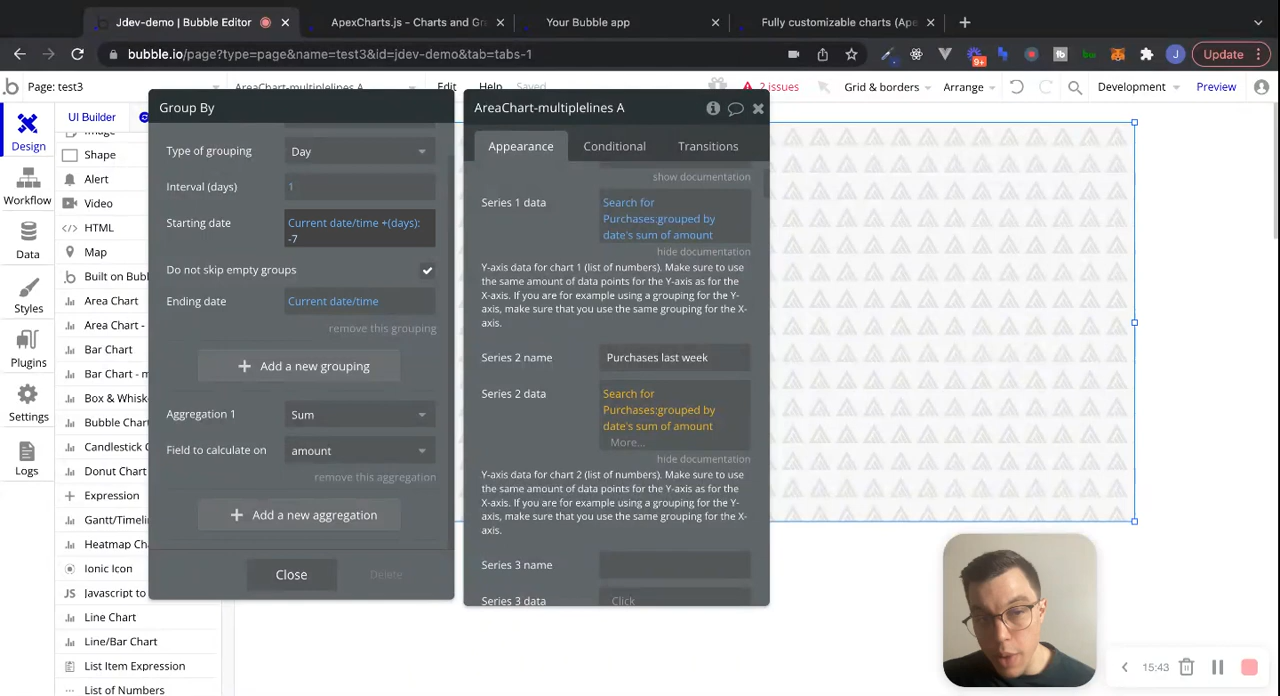 Jdev-demo | Bubble Editor
ApexCharts.js - Charts and Gr
Your Bubble app
Fully customizable charts (Ape
bubble.io/page?type=page&name=test3&id=jdev-demo&tab=tabs-1
9+
J
Update
Page: test3
AreaChart-multiplelines A
Edit
Help
Saved
2 issues
Grid & borders
Arrange
Development
Preview
UI Builder
Design
Workflow
Data
Styles
Plugins
Settings
Logs
Image
Shape
Alert
Video
HTML
Map
Built on Bubb
Area Chart
Area Chart -
Bar Chart
Bar Chart - m
Box & Whisk
Bubble Chart
Candlestick C
Donut Chart
Expression
Gantt/Timeli
Heatmap Cha
Ionic Icon
Javascript to
Line Chart
Line/Bar Chart
List Item Expression
List of Numbers
Group By
Type of grouping
Day
Interval (days)
1
Starting date
Current date/time +(days):
-7
Do not skip empty groups
Ending date
Current date/time
remove this grouping
Add a new grouping
Aggregation 1
Sum
Field to calculate on
amount
remove this aggregation
Add a new aggregation
Close
Delete
AreaChart-multiplelines A
Appearance
Conditional
Transitions
show documentation
Series 1 data
Search for
Purchases:grouped by
date's sum of amount
hide documentation
Y-axis data for chart 1 (list of numbers). Make sure to use
the same amount of data points for the Y-axis as for the
X-axis. If you are for example using a grouping for the Y-
axis, make sure that you use the same grouping for the X-
axis.
Series 2 name
Purchases last week
Series 2 data
Search for
Purchases:grouped by
date's sum of amount
More...
hide documentation
Y-axis data for chart 2 (list of numbers). Make sure to use
the same amount of data points for the Y-axis as for the
X-axis. If you are for example using a grouping for the Y-
axis, make sure that you use the same grouping for the X-
axis.
Series 3 name
Series 3 data
Click
15:43